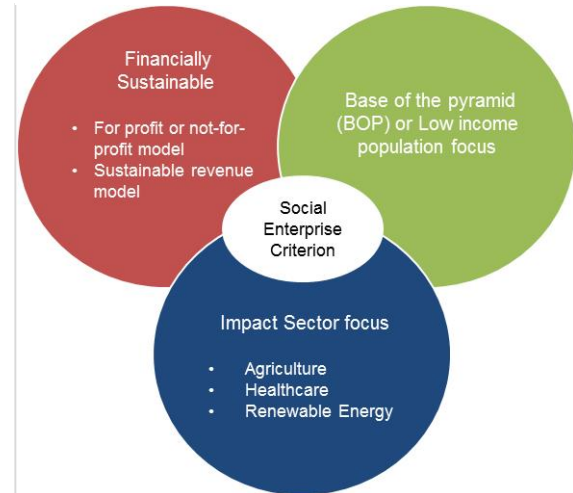 Financially
Sustainable
• For profit or not-for-
profit model
• Sustainable revenue
model
Base of the pyramid
(BOP) or Low income
population focus
Social
Enterprise
Criterion
Impact Sector focus
• Agriculture
• Healthcare
• Renewable Energy